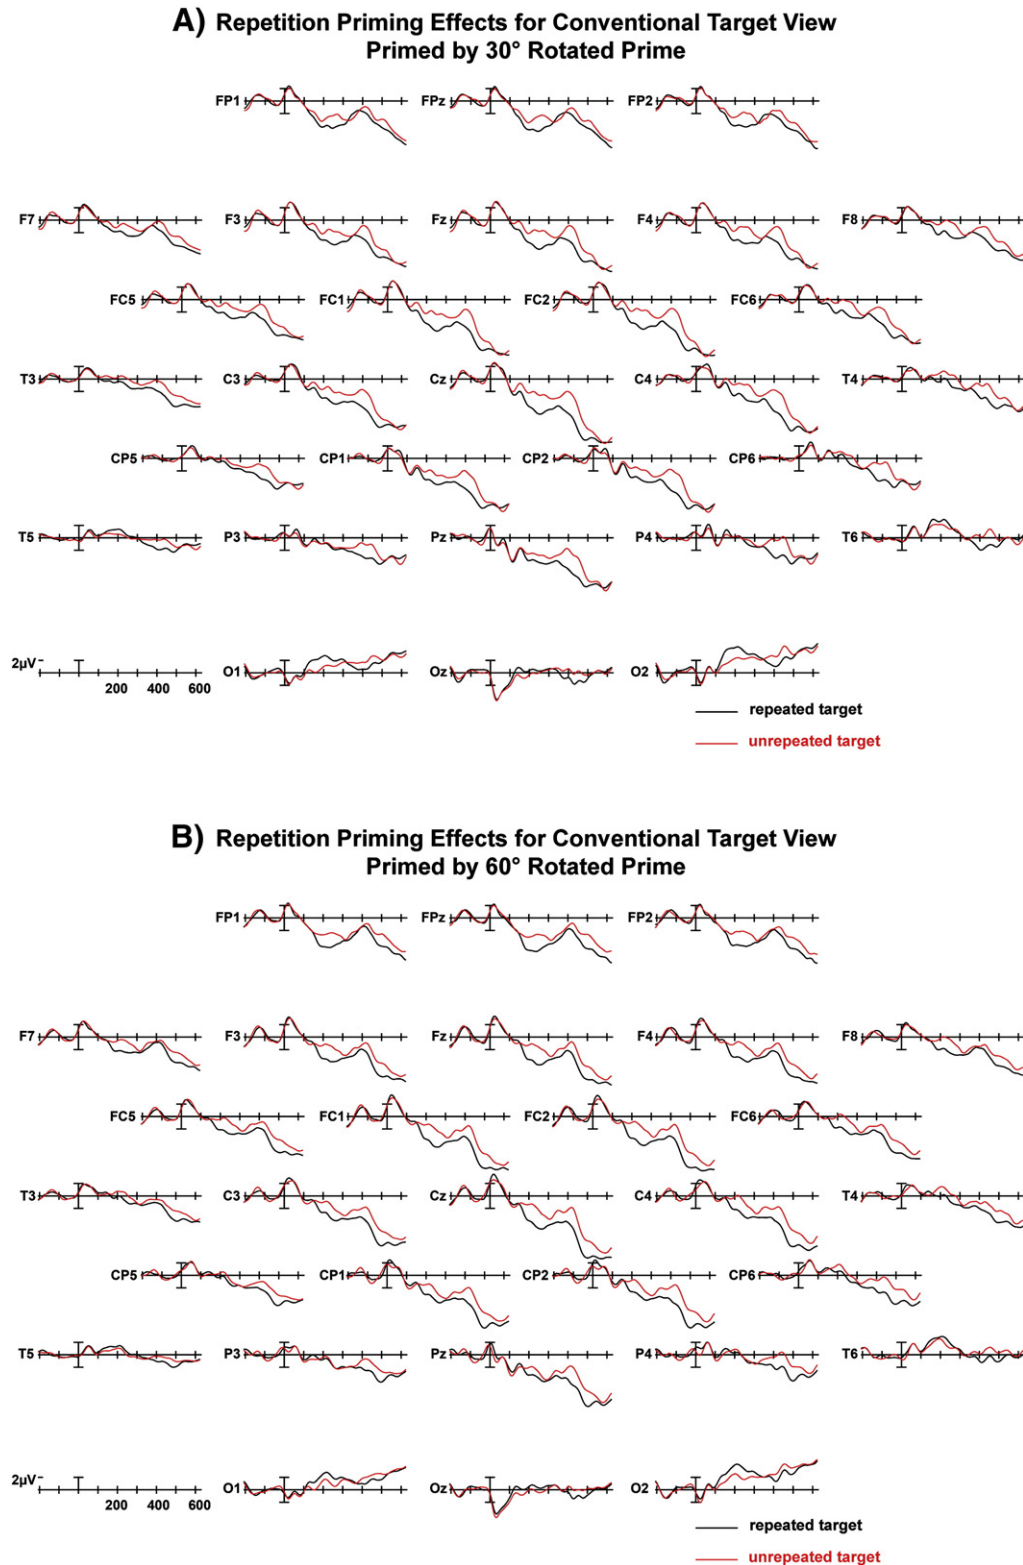 A) Repetition Priming Effects for Conventional Target View
Primed by 30° Rotated Prime
FP1 FPz FP2
F7 F3 Fz F4 F8
FC5 FC1 FC2 FC6
T3 C3 Cz C4 T4
CP5 CP1 CP2 CP6
T5 P3 Pz P4 T6
2µV O1 Oz O2
200 400 600
repeated target
unrepeated target
B) Repetition Priming Effects for Conventional Target View
Primed by 60° Rotated Prime
FP1 FPz FP2
F7 F3 Fz F4 F8
FC5 FC1 FC2 FC6
T3 C3 Cz C4 T4
CP5 CP1 CP2 CP6
T5 P3 Pz P4 T6
2µV O1 Oz O2
200 400 600
repeated target
unrepeated target